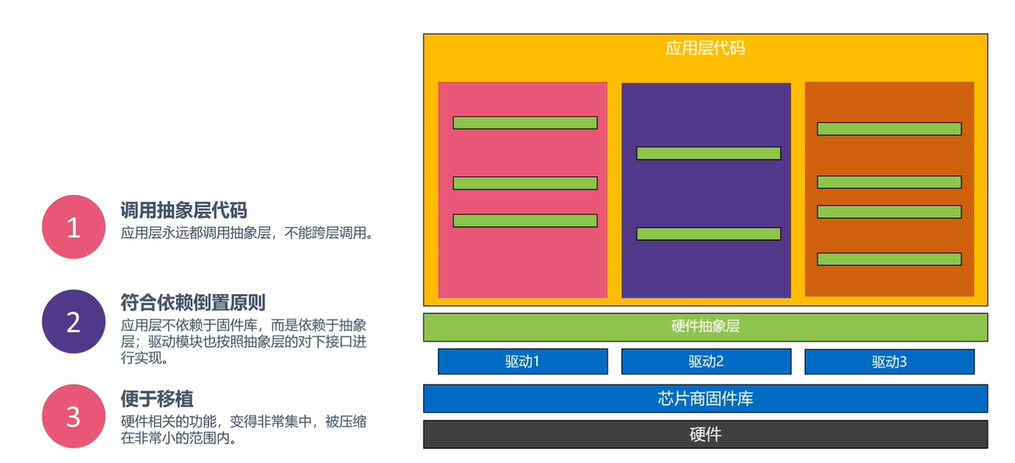 1
调用抽象层代码
应用层永远都调用抽象层，不能跨层调用。
2
符合依赖倒置原则
应用层不依赖于固件库，而是依赖于抽象
层；驱动模块也按照抽象层的对下接口进
行实现。
3
便于移植
硬件相关的功能，变得非常集中，被压缩
在非常小的范围内。
应用层代码
硬件抽象层
驱动1
驱动2
驱动3
芯片商固件库
硬件